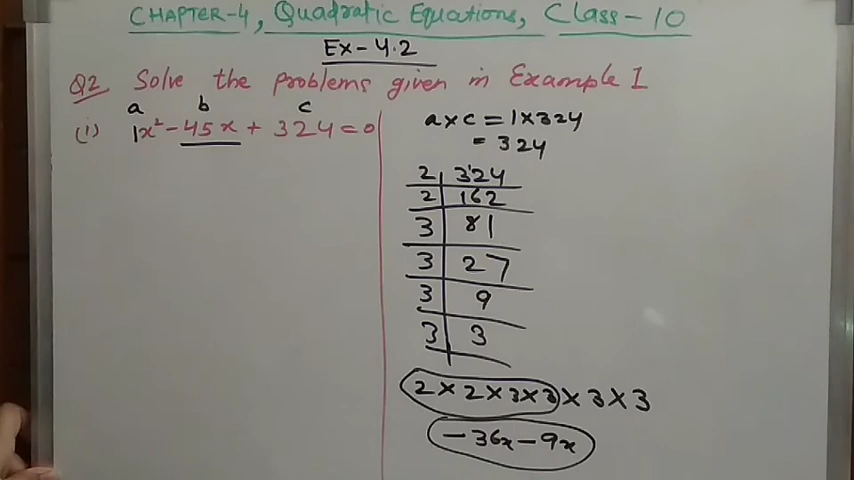 CHAPTER-4, Quadratic Equations, Class-10
Ex-4.2
Q2 Solve the problems given in Example 1
a b c
(i) 1x² - 45x + 324 = 0
a×c = 1×324
= 324
2 324
2 162
3 81
3 27
3 9
3 3
2×2×3×3×3×3
-36x-9x